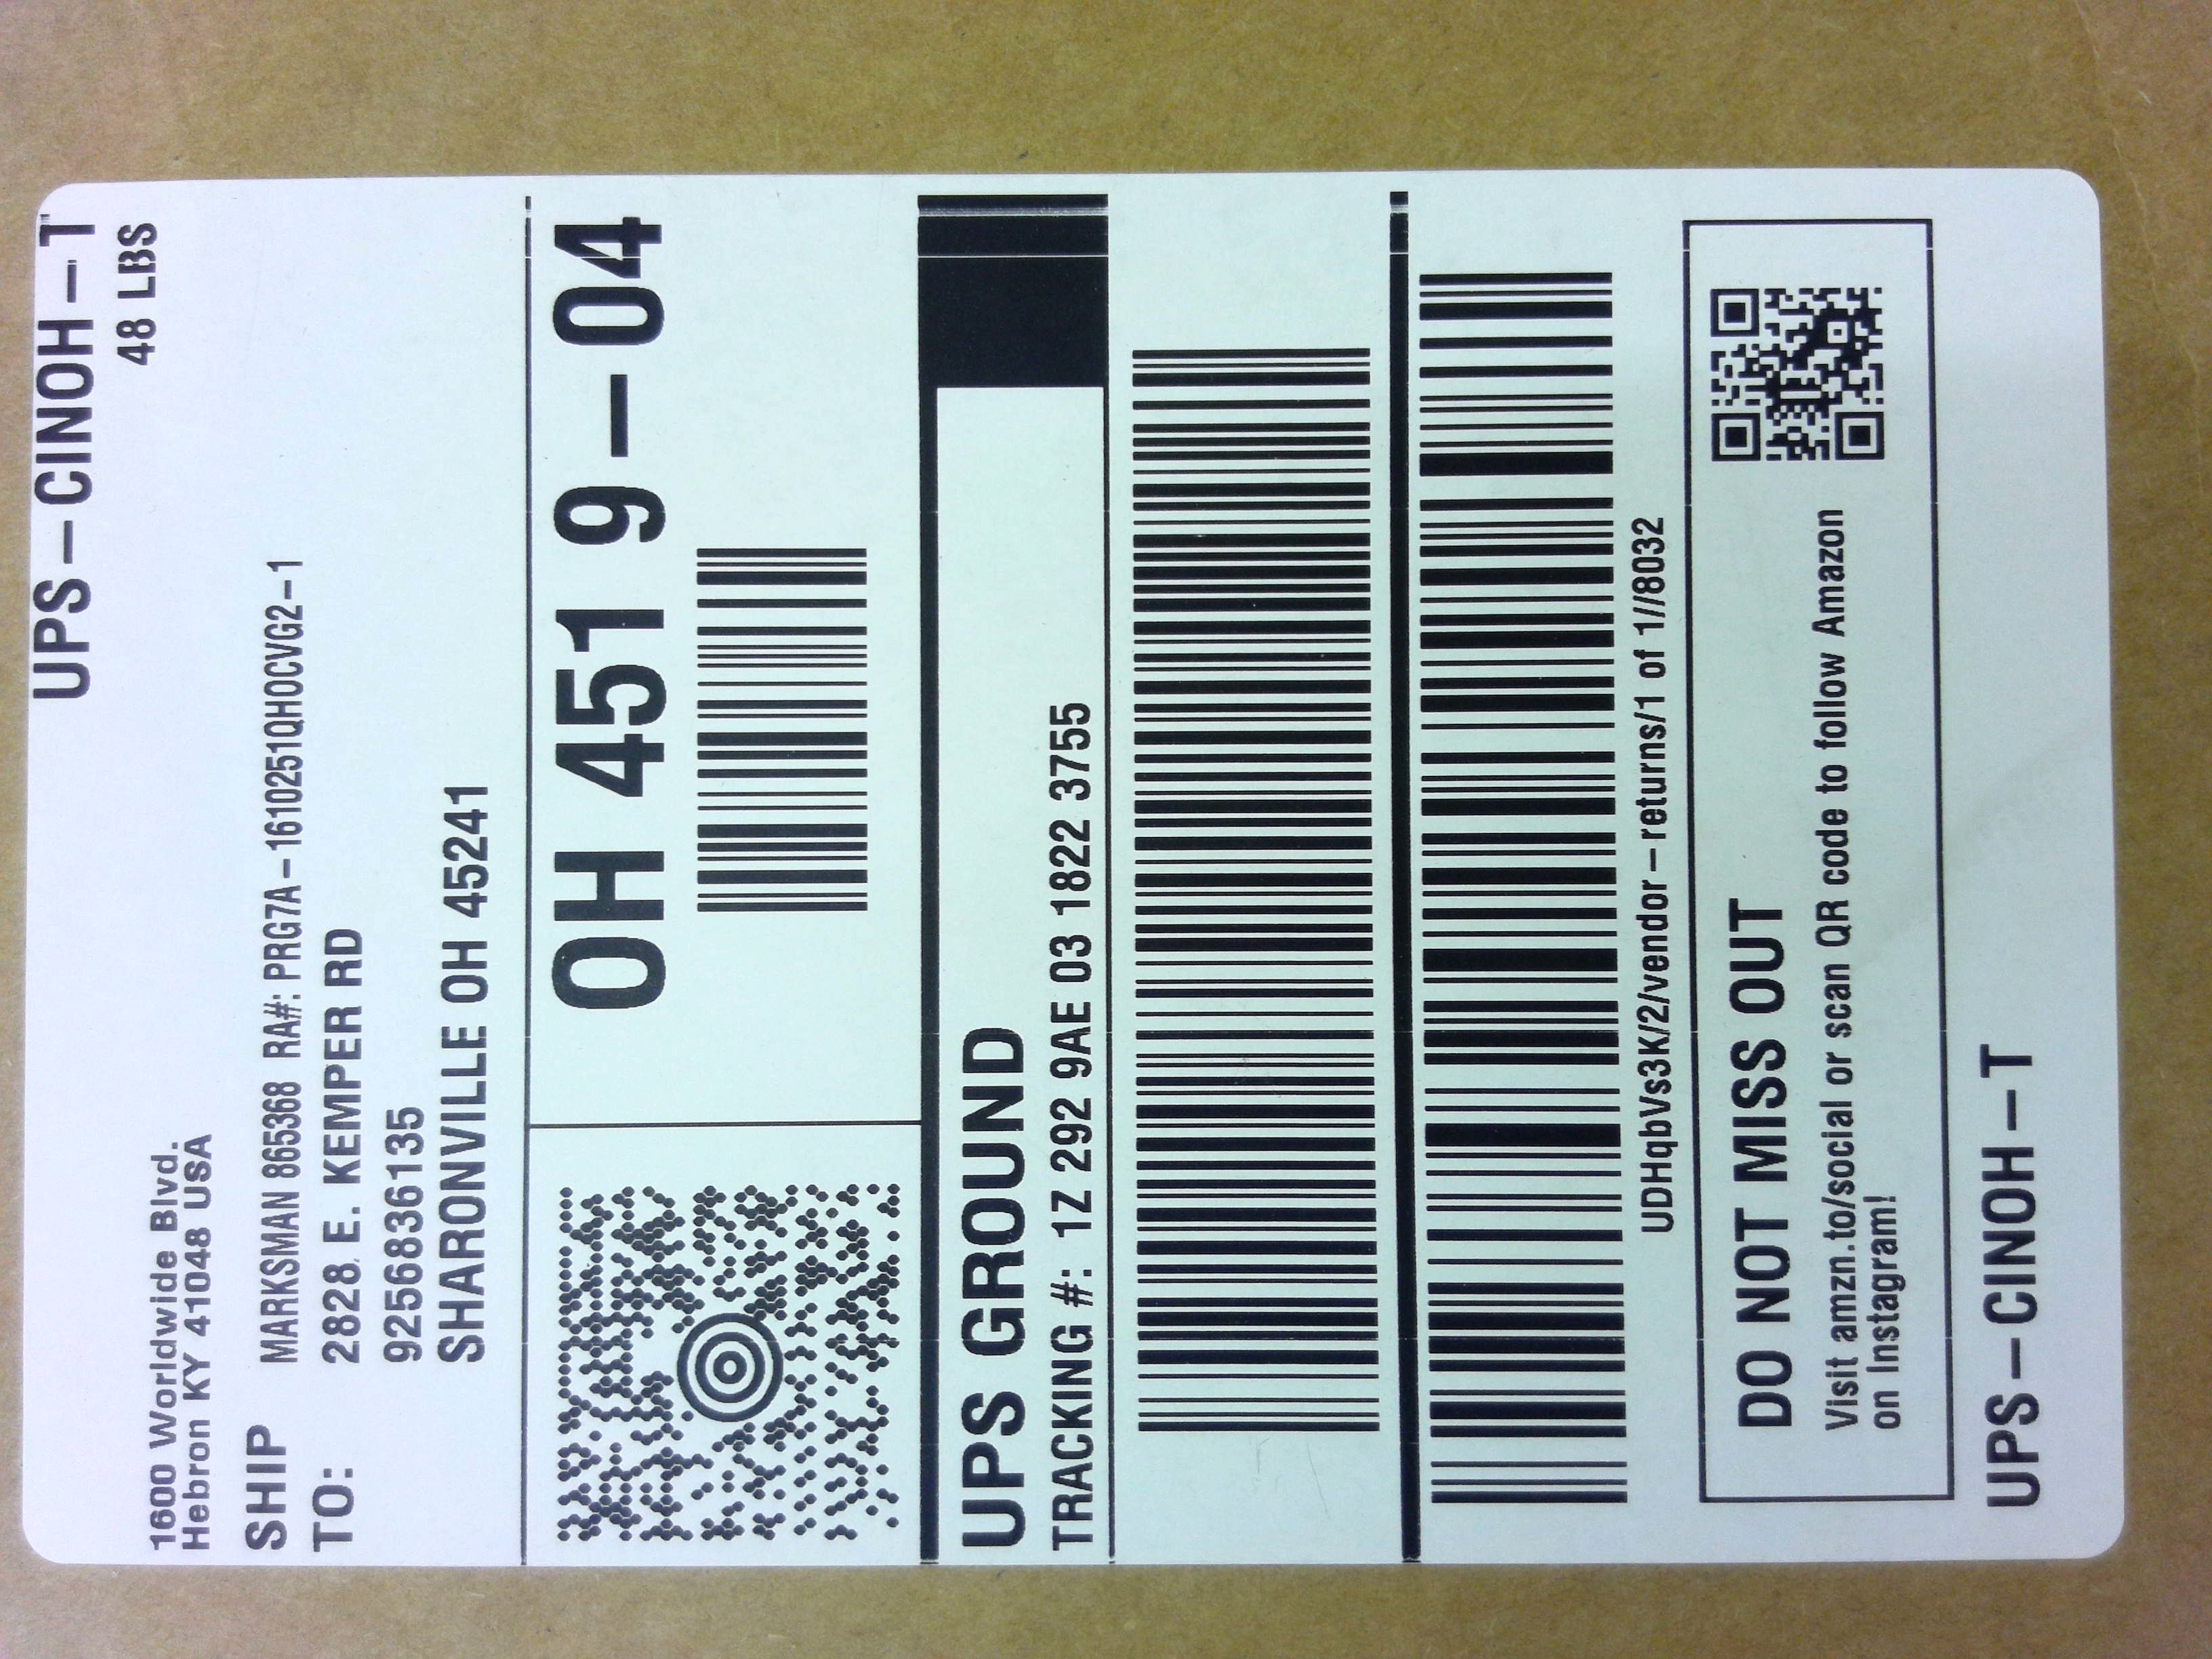 UPS-CINOH-T
48 LBS
1600 Worldwide Blvd.
Hebron KY 41048 USA
SHIP
TO:
MARKSMAN 865368 RA#: PRG7A-1610251QH0CVG2-1
2828 E. KEMPER RD
9256836135
SHARONVILLE OH 45241
OH 451 9-04
UPS GROUND
TRACKING #: 1Z 292 9AE 03 1822 3755
UDHqbVs3K/2/vendor-returns/1 of 1//8032
DO NOT MISS OUT
Visit amzn.to/social or scan QR code to follow Amazon
on Instagram!
UPS-CINOH-T